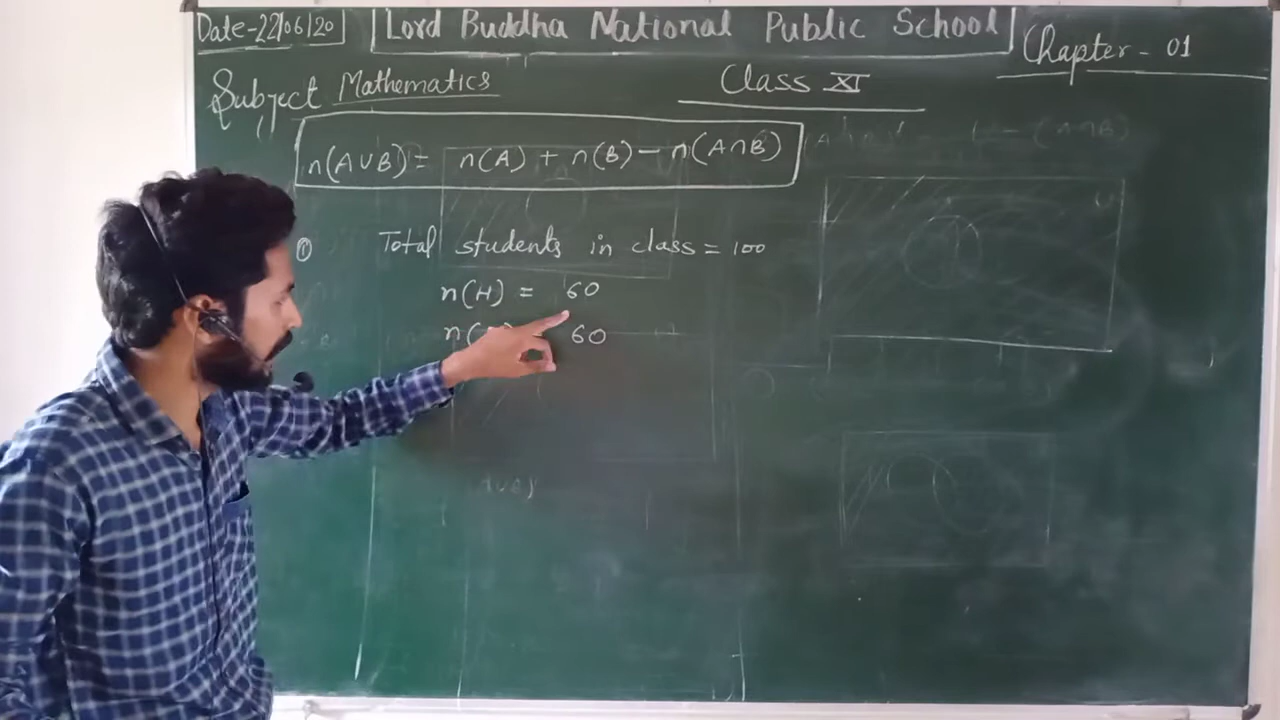 Date-22/06/20
Lord Buddha National Public School
Chapter - 01
Subject Mathematics
Class XI
n(A∪B) = n(A) + n(B) - n(A∩B)
① Total students in class = 100
n(H) = 60
n( 60